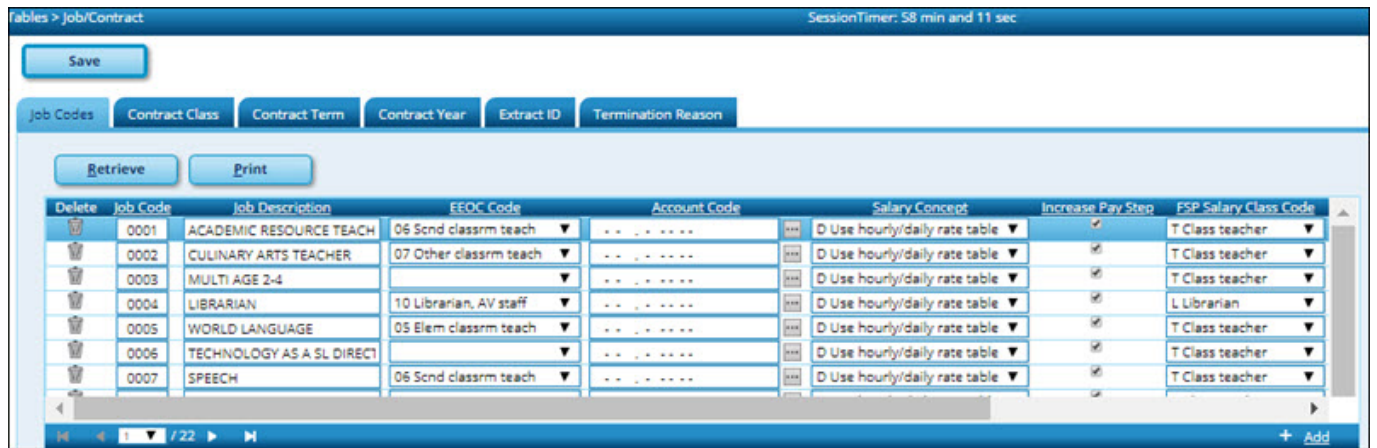 Tables > Job/Contract SessionTimer: 58 min and 11 sec
Save
Job Codes Contract Class Contract Term Contract Year Extract ID Termination Reason
Retrieve Print
Delete Job Code Job Description EEOC Code Account Code Salary Concept Increase Pay Step FSP Salary Class Code
0001 ACADEMIC RESOURCE TEACH 06 Scnd classrm teach - - . - - - - - ... D Use hourly/daily rate table T Class teacher
0002 CULINARY ARTS TEACHER 07 Other classrm teach - - . - - - - - ... D Use hourly/daily rate table T Class teacher
0003 MULTI AGE 2-4 - - . - - - - - ... D Use hourly/daily rate table T Class teacher
0004 LIBRARIAN 10 Librarian, AV staff - - . - - - - - ... D Use hourly/daily rate table L Librarian
0005 WORLD LANGUAGE 05 Elem classrm teach - - . - - - - - ... D Use hourly/daily rate table T Class teacher
0006 TECHNOLOGY AS A SL DIRECT - - . - - - - - ... D Use hourly/daily rate table T Class teacher
0007 SPEECH 06 Scnd classrm teach - - . - - - - - ... D Use hourly/daily rate table T Class teacher
1 / 22 + Add